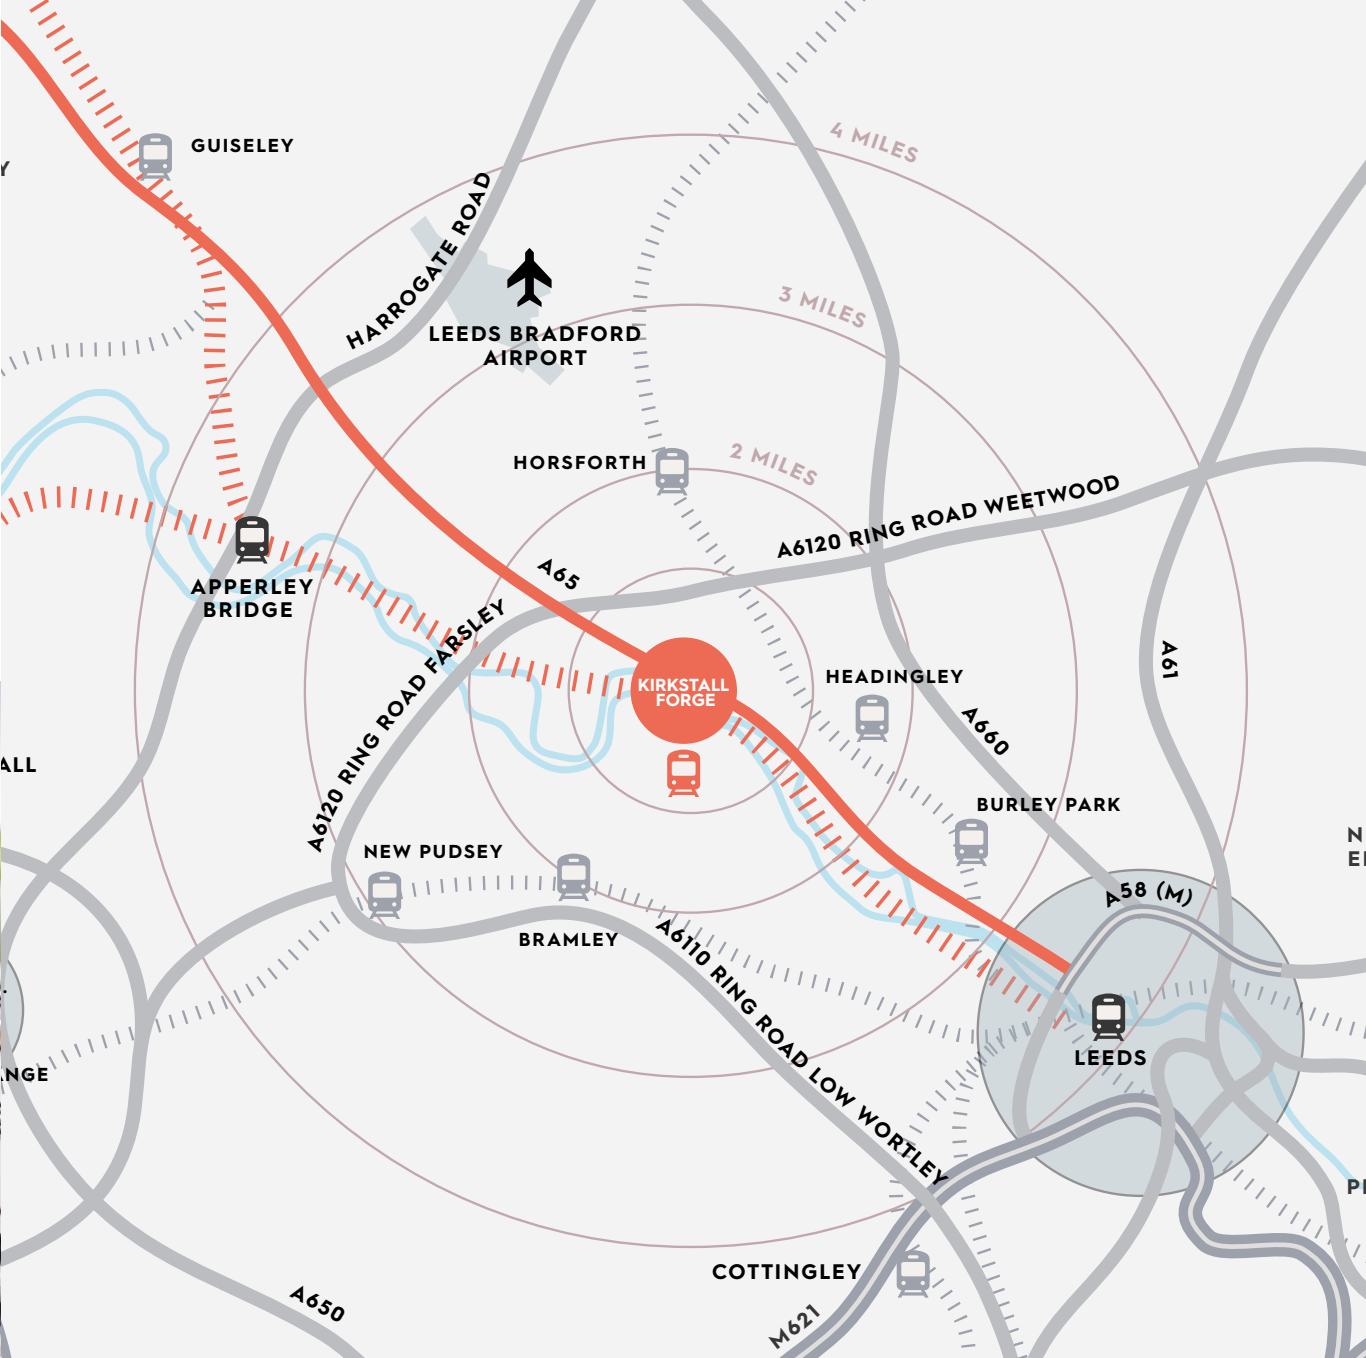 4 MILES
GUISELEY
Y
HARROGATE ROAD
3 MILES
LEEDS BRADFORD
AIRPORT
2 MILES
HORSFORTH
A6120 RING ROAD WEETWOOD
A65
APPERLEY
BRIDGE
A6120 RING ROAD FARSLEY
KIRKSTALL
FORGE
HEADINGLEY
A61
A660
ALL
BURLEY PARK
N
E
NEW PUDSEY
A58 (M)
BRAMLEY
A6110 RING ROAD LOW WORTLEY
LEEDS
ANGE
P
COTTINGLEY
A650
M621